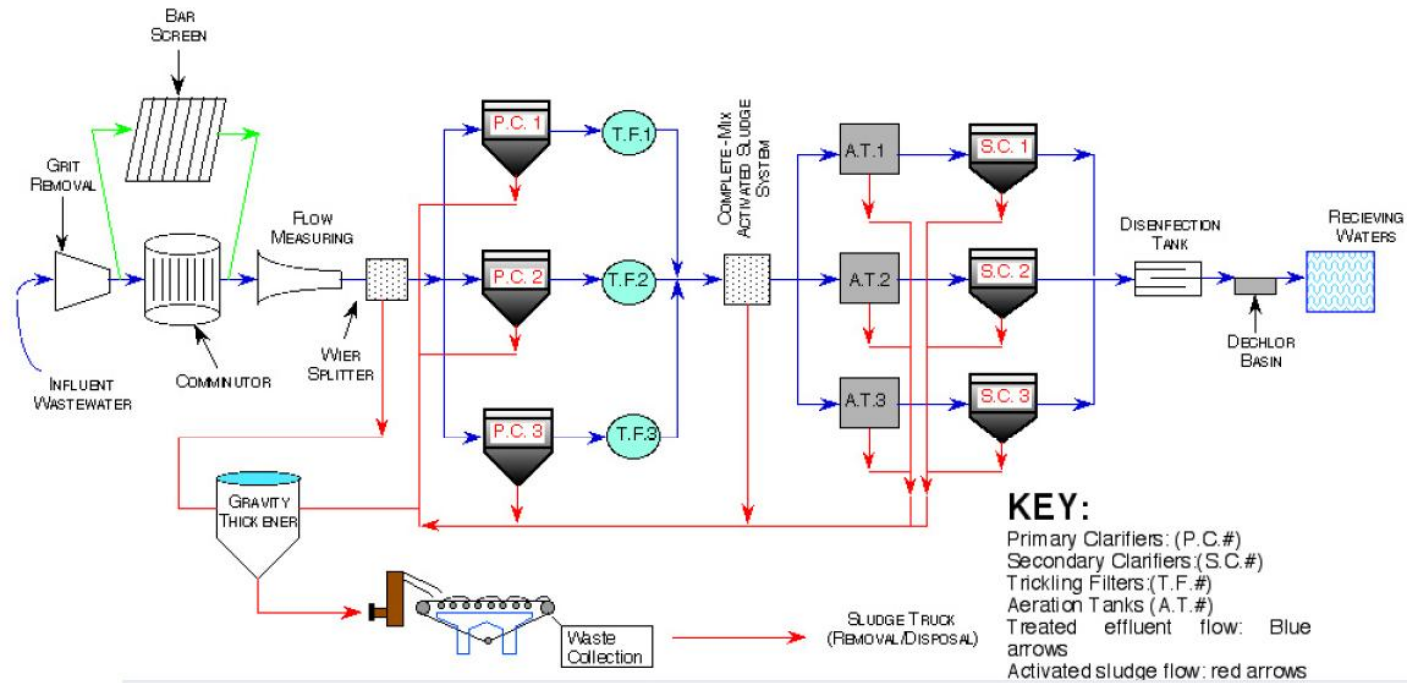 BAR
SCREEN
GRIT
REMOVAL
FLOW
MEASURING
INFLUENT
WASTEWATER
COMMINUTOR
WIER
SPLITTER
P.C. 1
T.F.1
P.C. 2
T.F.2
P.C. 3
T.F.3
COMPLETE-MIX
ACTIVATED SLUDGE
SYSTEM
A.T.1
S.C. 1
A.T.2
S.C. 2
A.T.3
S.C. 3
DISENFECTION
TANK
RECIEVING
WATERS
DECHLOR
BASIN
GRAVITY
THICKENER
Waste
Collection
SLUDGE TRUCK
(REMOVAL/DISPOSAL)
KEY:
Primary Clarifiers: (P.C.#)
Secondary Clarifiers:(S.C.#)
Trickling Filters:(T.F.#)
Aeration Tanks (A.T.#)
Treated effluent flow: Blue
arrows
Activated sludge flow: red arrows